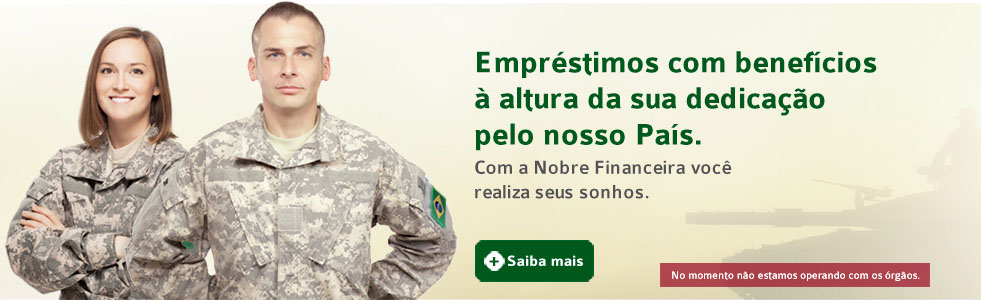 Empréstimos com benefícios
à altura da sua dedicação
pelo nosso País.
Com a Nobre Financeira você
realiza seus sonhos.
Saiba mais
No momento não estamos operando com os órgãos.